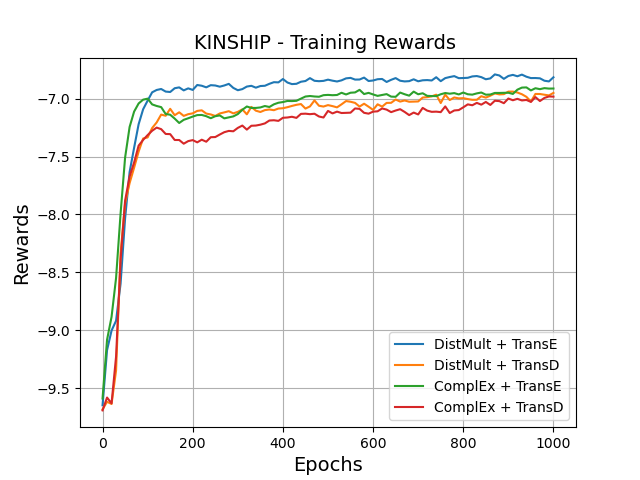 KINSHIP - Training Rewards
Rewards
−7.0
−7.5
−8.0
−8.5
−9.0
−9.5
0
200
400
600
800
1000
Epochs
DistMult + TransE
DistMult + TransD
ComplEx + TransE
ComplEx + TransD